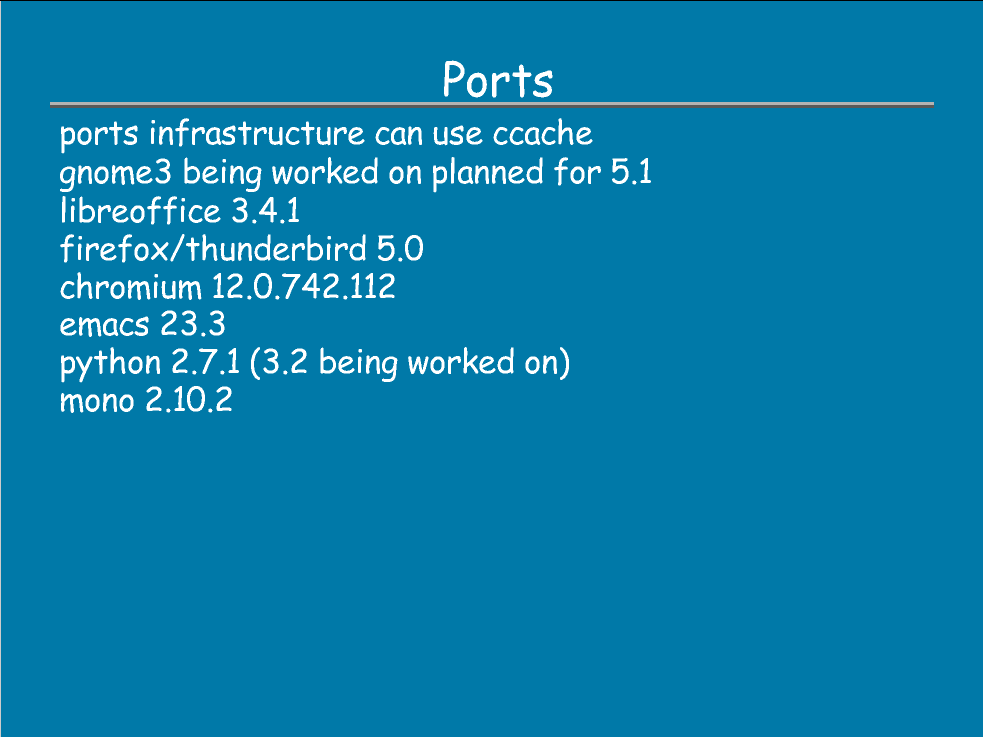 Ports
ports infrastructure can use ccache
gnome3 being worked on planned for 5.1
libreoffice 3.4.1
firefox/thunderbird 5.0
chromium 12.0.742.112
emacs 23.3
python 2.7.1 (3.2 being worked on)
mono 2.10.2